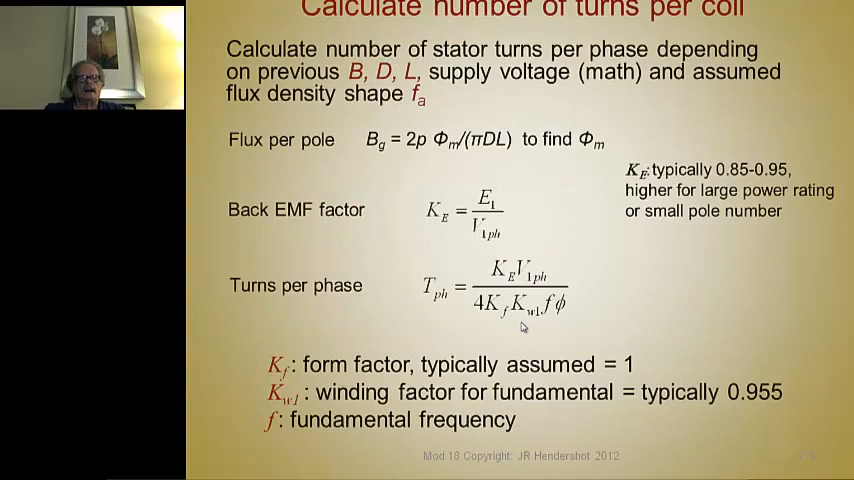 Calculate number of turns per coil
Calculate number of stator turns per phase depending
on previous B, D, L, supply voltage (math) and assumed
flux density shape fₐ
Flux per pole B_g = 2p Φ_m/(πDL) to find Φ_m
K_E: typically 0.85-0.95,
higher for large power rating
or small pole number
Back EMF factor K_E = E_1 / V_1ph
Turns per phase T_ph = K_E V_1ph / 4K_f K_w1 f ϕ
K_f : form factor, typically assumed = 1
K_w1 : winding factor for fundamental = typically 0.955
f : fundamental frequency
Mod 18 Copyright: JR Hendershot 2012